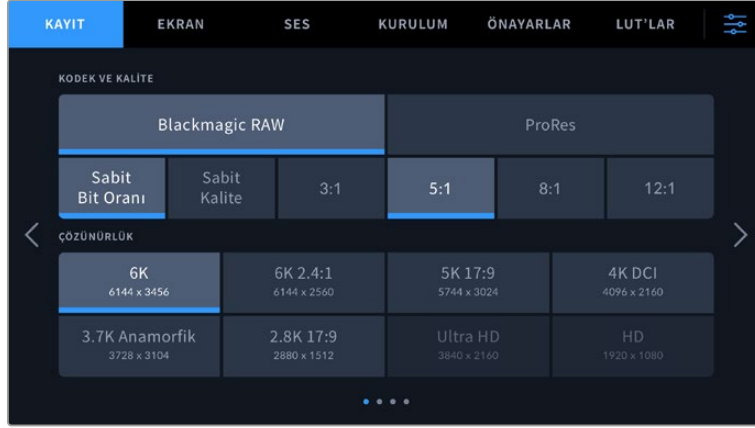 KAYIT EKRAN SES KURULUM ÖNAYARLAR LUT'LAR
KODEK VE KALİTE
Blackmagic RAW ProRes
Sabit Bit Oranı Sabit Kalite 3:1 5:1 8:1 12:1
ÇÖZÜNÜRLÜK
6K 6K 2.4:1 5K 17:9 4K DCI
6144 x 3456 6144 x 2560 5744 x 3024 4096 x 2160
3.7K Anamorfik 2.8K 17:9 Ultra HD HD
3728 x 3104 2880 x 1512 3840 x 2160 1920 x 1080